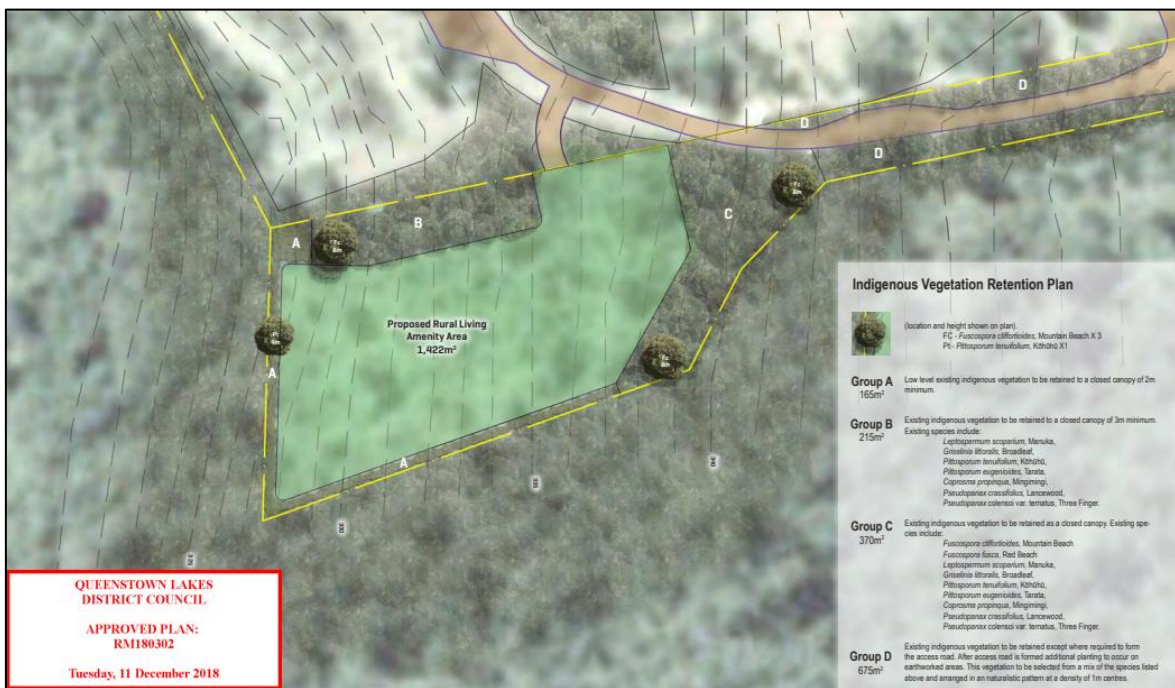 D
D
D
B
C
A
Fc
Fc
Pt
A
Fc
A
Proposed Rural Living
Amenity Area
1,422m²
340
335
330
325
Indigenous Vegetation Retention Plan
(location and height shown on plan).
FC - Fuscospora cliffortioides, Mountain Beach X 3
Pt - Pittosporum tenuifolium, Kōhūhū X1
Group A
165m²
Low level existing indigenous vegetation to be retained to a closed canopy of 2m
minimum.
Group B
215m²
Existing indigenous vegetation to be retained to a closed canopy of 3m minimum.
Existing species include:
Leptospermum scoparium, Manuka,
Griselinia littoralis, Broadleaf,
Pittosporum tenuifolium, Kōhūhū,
Pittosporum eugenioides, Tarata,
Coprosma propinqua, Mingimingi,
Pseudopanax crassifolius, Lancewood,
Pseudopanax colensoi var. ternatus, Three Finger.
Group C
370m²
Existing indigenous vegetation to be retained as a closed canopy. Existing spe-
cies include:
Fuscospora cliffortioides, Mountain Beach
Fuscospora fusca, Red Beach
Leptospermum scoparium, Manuka,
Griselinia littoralis, Broadleaf,
Pittosporum tenuifolium, Kōhūhū,
Pittosporum eugenioides, Tarata,
Coprosma propinqua, Mingimingi,
Pseudopanax crassifolius, Lancewood,
Pseudopanax colensoi var. ternatus, Three Finger.
Group D
675m²
Existing indigenous vegetation to be retained except where required to form
the access road. After access road is formed additional planting to occur on
earthworked areas. This vegetation to be selected from a mix of the species listed
above and arranged in an naturalistic pattern at a density of 1m centres.
QUEENSTOWN LAKES
DISTRICT COUNCIL
APPROVED PLAN:
RM180302
Tuesday, 11 December 2018